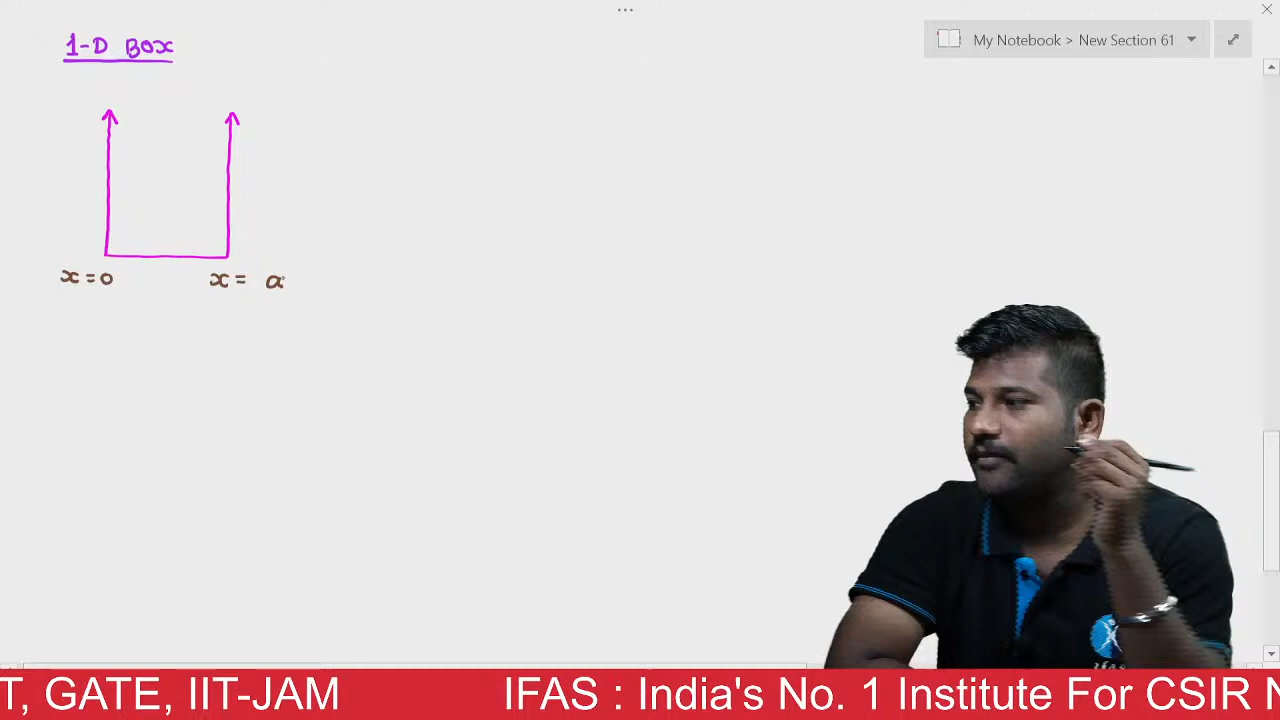 1-D BOX
My Notebook > New Section 61
x=0
x= a
T, GATE, IIT-JAM IFAS : India's No. 1 Institute For CSIR N